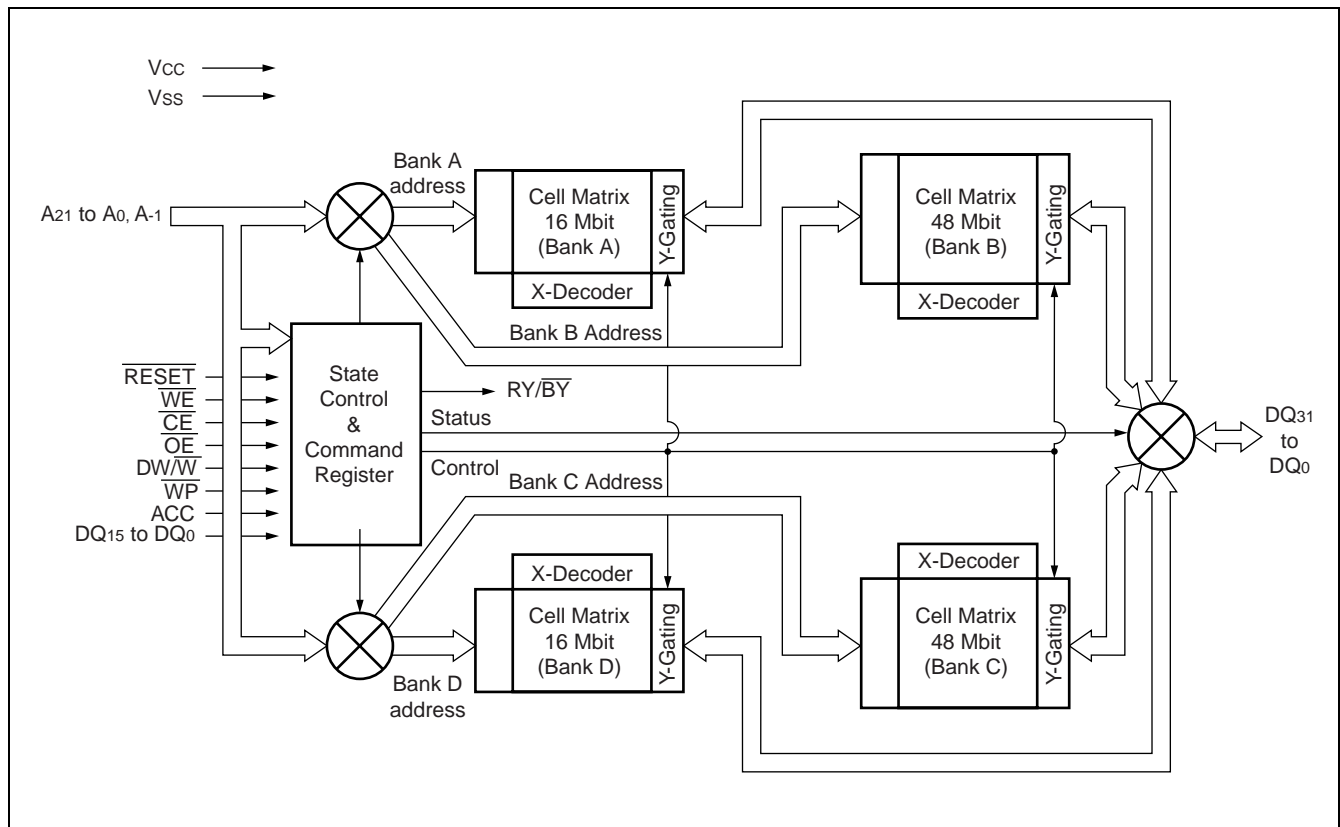 VCC
VSS
A21 to A0, A-1
RESET
WE
CE
OE
DW/W
WP
ACC
DQ15 to DQ0
State
Control
&
Command
Register
RY/BY
Status
Control
Bank A
address
Cell Matrix
16 Mbit
(Bank A)
Y-Gating
X-Decoder
Bank B Address
Cell Matrix
48 Mbit
(Bank B)
Y-Gating
X-Decoder
Bank C Address
X-Decoder
Cell Matrix
16 Mbit
(Bank D)
Y-Gating
Bank D
address
X-Decoder
Cell Matrix
48 Mbit
(Bank C)
Y-Gating
DQ31
to
DQ0